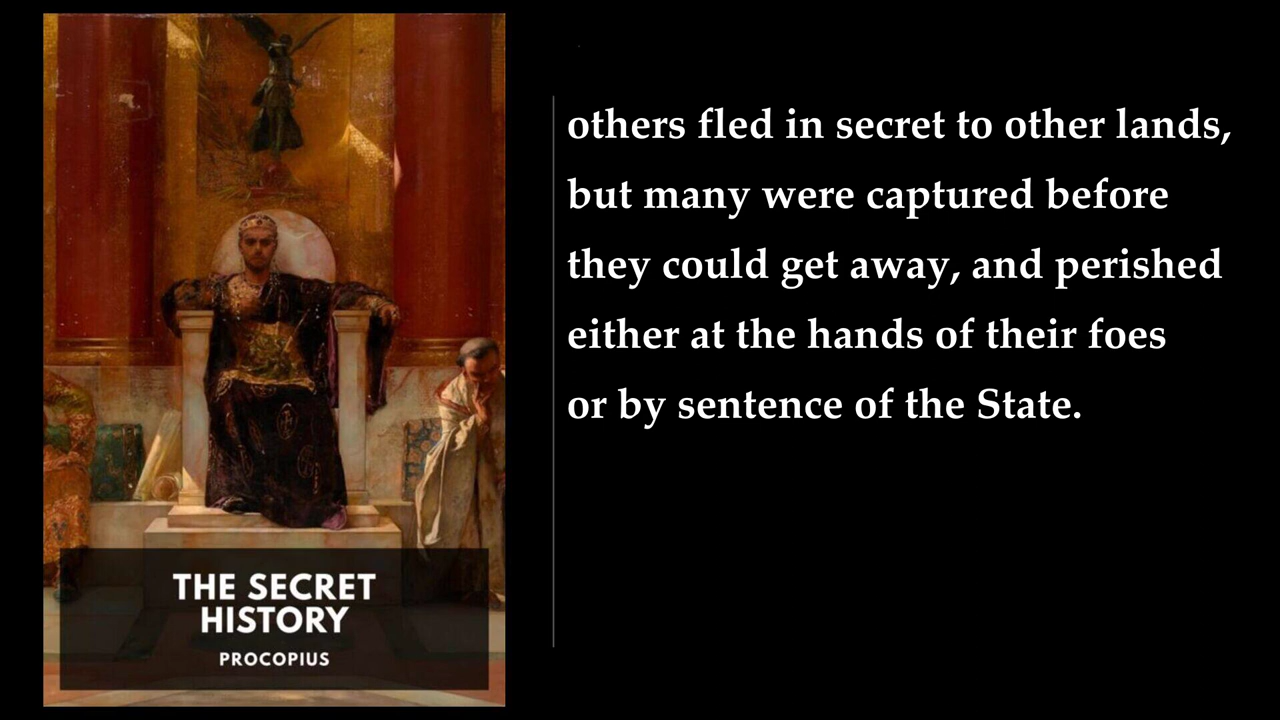 THE SECRET
HISTORY
PROCOPIUS
others fled in secret to other lands,
but many were captured before
they could get away, and perished
either at the hands of their foes
or by sentence of the State.